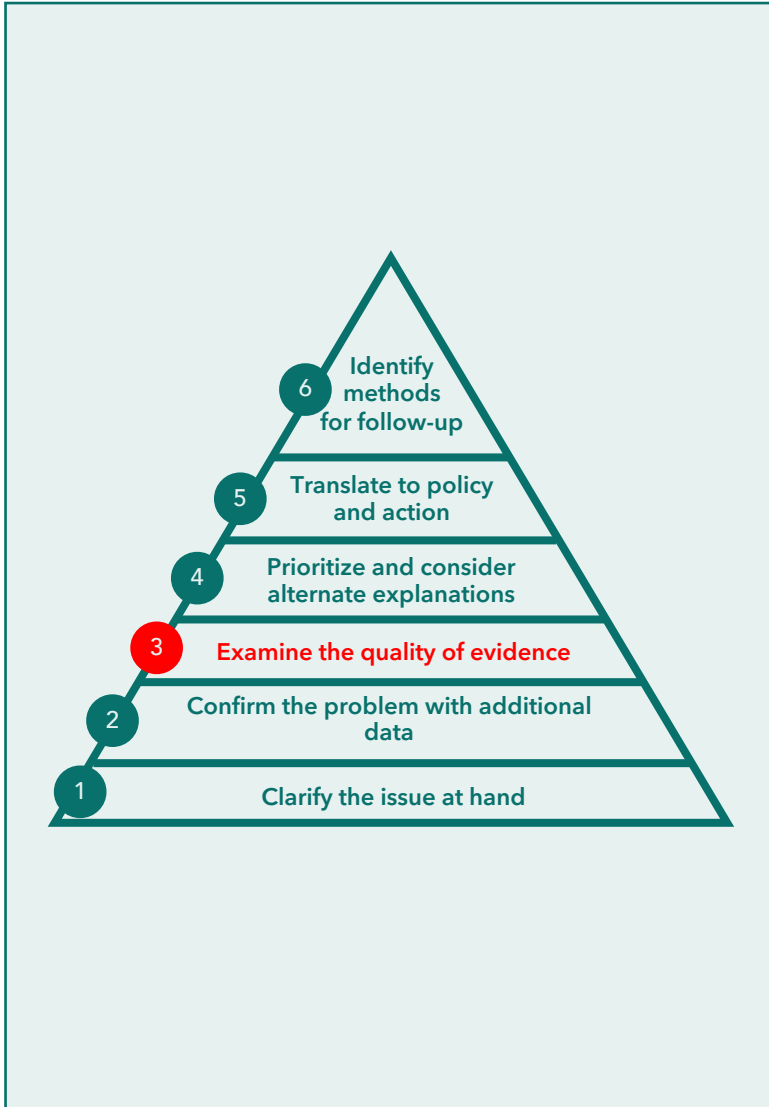 6
Identify
methods
for follow-up
5
Translate to policy
and action
4
Prioritize and consider
alternate explanations
3
Examine the quality of evidence
2
Confirm the problem with additional
data
1
Clarify the issue at hand